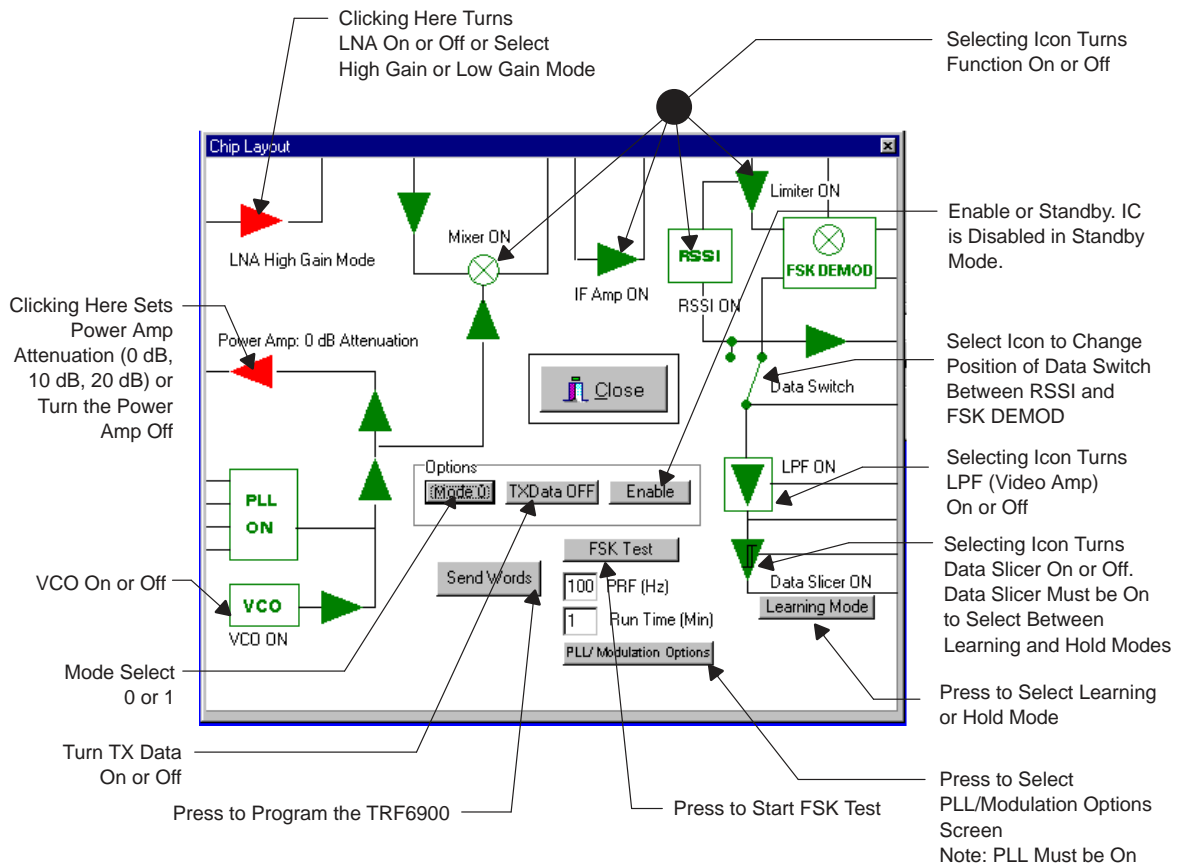 Clicking Here Turns
LNA On or Off or Select
High Gain or Low Gain Mode
Selecting Icon Turns
Function On or Off
Chip Layout
Limiter ON
Mixer ON
LNA High Gain Mode
RSSI
FSK DEMOD
IF Amp ON
RSSI ON
Enable or Standby. IC
is Disabled in Standby
Mode.
Clicking Here Sets
Power Amp
Attenuation (0 dB,
10 dB, 20 dB) or
Turn the Power
Amp Off
Power Amp: 0 dB Attenuation
Close
Data Switch
Select Icon to Change
Position of Data Switch
Between RSSI and
FSK DEMOD
Options
Mode 0
TXData OFF
Enable
LPF ON
Selecting Icon Turns
LPF (Video Amp)
On or Off
PLL
ON
FSK Test
Send Words
100 PRF (Hz)
1 Run Time (Min)
PLL/ Modulation Options
Data Slicer ON
Learning Mode
Selecting Icon Turns
Data Slicer On or Off.
Data Slicer Must be On
to Select Between
Learning and Hold Modes
VCO On or Off
VCO
VCO ON
Mode Select
0 or 1
Press to Select Learning
or Hold Mode
Turn TX Data
On or Off
Press to Program the TRF6900
Press to Start FSK Test
Press to Select
PLL/Modulation Options
Screen
Note: PLL Must be On